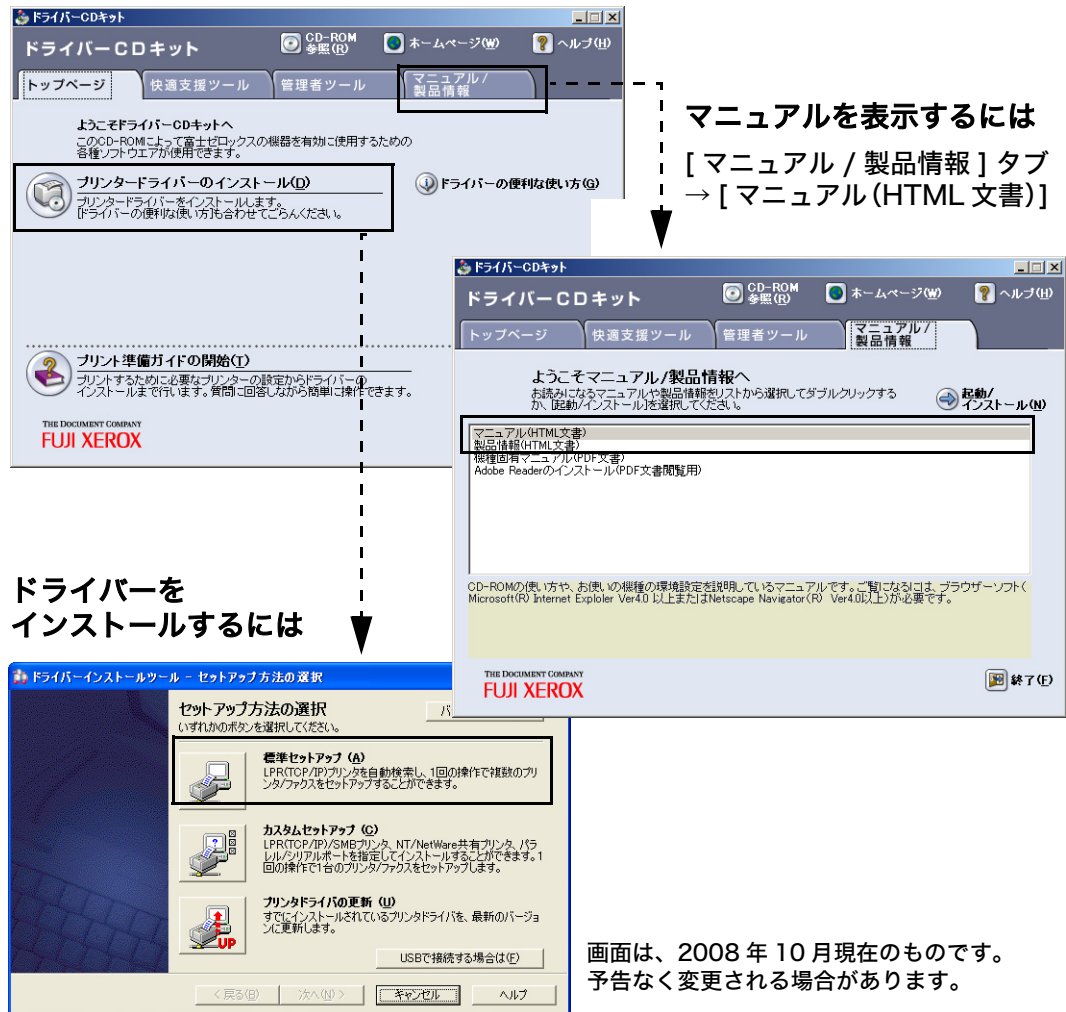 ドライバーCDキット
ドライバーCDキット
CD-ROM
参照(R)
ホームページ(W)
ヘルプ(H)
トップページ
快適支援ツール
管理者ツール
マニュアル/
製品情報
ようこそドライバーCDキットへ
このCD-ROMによって富士ゼロックスの機器を有効に使用するための
各種ソフトウエアが使用できます。
プリンタードライバーのインストール(D)
プリンタードライバーをインストールします。
『ドライバーの便利な使い方』も合わせてごらんください。
ドライバーの便利な使い方(G)
プリント準備ガイドの開始(T)
プリントするために必要なプリンターの設定からドライバーの
インストールまで行います。質問に回答しながら簡単に操作できます。
THE DOCUMENT COMPANY
FUJI XEROX
マニュアルを表示するには
[ マニュアル / 製品情報 ] タブ
→ [ マニュアル(HTML 文書)]
ドライバーCDキット
ドライバーCDキット
CD-ROM
参照(R)
ホームページ(W)
ヘルプ(H)
トップページ
快適支援ツール
管理者ツール
マニュアル/
製品情報
ようこそマニュアル/製品情報へ
お読みになるマニュアルや製品情報をリストから選択してダブルクリックする
か、[起動/インストール]を選択してください。
起動/
インストール(N)
マニュアル(HTML文書)
製品情報(HTML文書)
機種固有マニュアル(PDF文書)
Adobe Readerのインストール(PDF文書閲覧用)
CD-ROMの使い方や、お使いの機種の環境設定を説明しているマニュアルです。ご覧になるには、ブラウザーソフト(
Microsoft(R) Internet Exploler Ver4.0 以上またはNetscape Navigator(R) Ver4.0以上)が必要です。
THE DOCUMENT COMPANY
FUJI XEROX
終了(E)
ドライバーを
インストールするには
ドライバーインストールツール - セットアップ方法の選択
セットアップ方法の選択
いずれかのボタンを選択してください。
バ
標準セットアップ (A)
LPR(TCP/IP)プリンタを自動検索し、1回の操作で複数のプリ
ンタ/ファクスをセットアップすることができます。
カスタムセットアップ (C)
LPR(TCP/IP)/SMBプリンタ、NT/NetWare共有プリンタ、パラ
レル/シリアルポートを指定してインストールすることができます。1
回の操作で1台のプリンタ/ファクスをセットアップします。
プリンタドライバの更新 (U)
すでにインストールされているプリンタドライバを、最新のバージョ
ンに更新します。
UP
USBで接続する場合は(F)
< 戻る(B)
次へ(N) >
キャンセル
ヘルプ
画面は、2008 年 10 月現在のものです。
予告なく変更される場合があります。